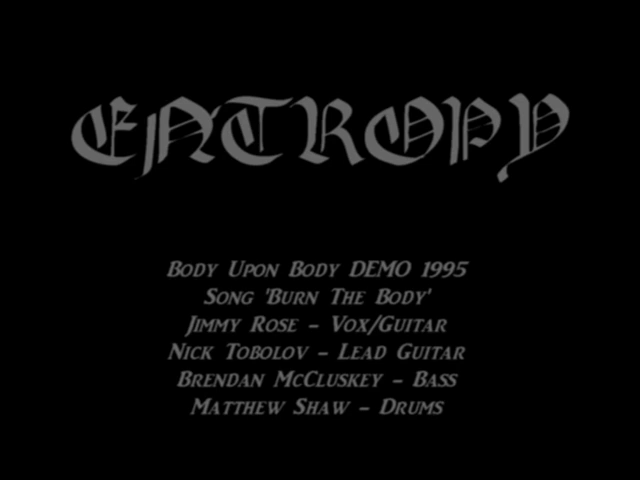 ENTROPY
Body Upon Body DEMO 1995
Song 'Burn The Body'
Jimmy Rose - Vox/Guitar
Nick Tobolov - Lead Guitar
Brendan McCluskey - Bass
Matthew Shaw - Drums